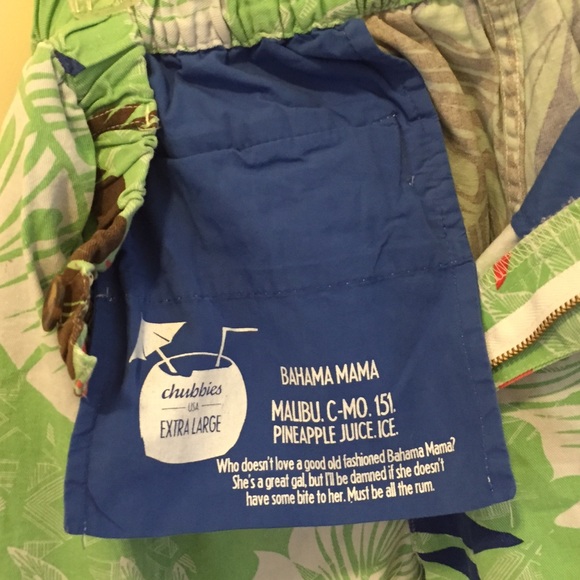 chubbies
USA
EXTRA LARGE
BAHAMA MAMA
MALIBU. C-MO. 151.
PINEAPPLE JUICE. ICE.
Who doesn't love a good old fashioned Bahama Mama?
She's a great gal, but I'll be damned if she doesn't
have some bite to her. Must be all the rum.